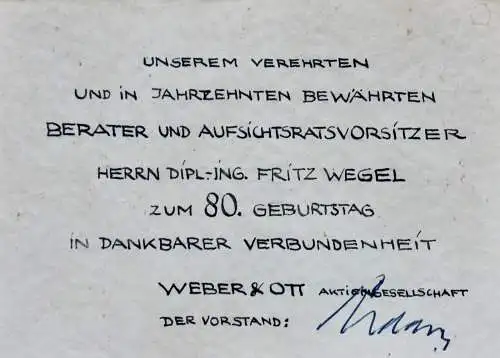 UNSEREM VEREHRTEN
UND IN JAHRZEHNTEN BEWÄHRTEN
BERATER UND AUFSICHTSRATSVORSITZER
HERRN DIPL.-ING. FRITZ WEGEL
ZUM 80. GEBURTSTAG
IN DANKBARER VERBUNDENHEIT
WEBER & OTT AKTIENGESELLSCHAFT
DER VORSTAND: